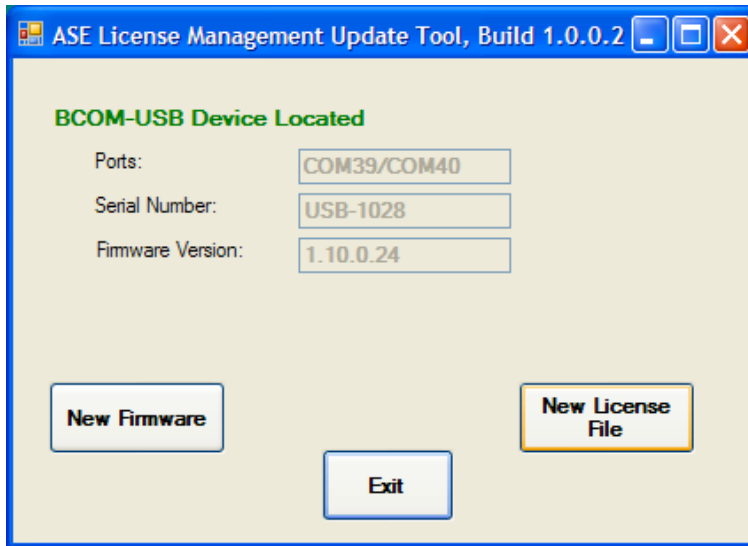 ASE License Management Update Tool, Build 1.0.0.2
BCOM-USB Device Located
Ports: COM39/COM40
Serial Number: USB-1028
Firmware Version: 1.10.0.24
New Firmware
New License
File
Exit